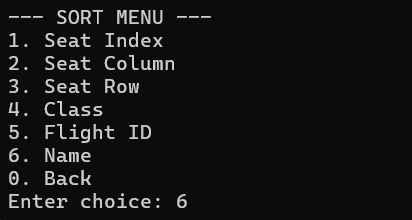 --- SORT MENU ---
1. Seat Index
2. Seat Column
3. Seat Row
4. Class
5. Flight ID
6. Name
0. Back
Enter choice: 6